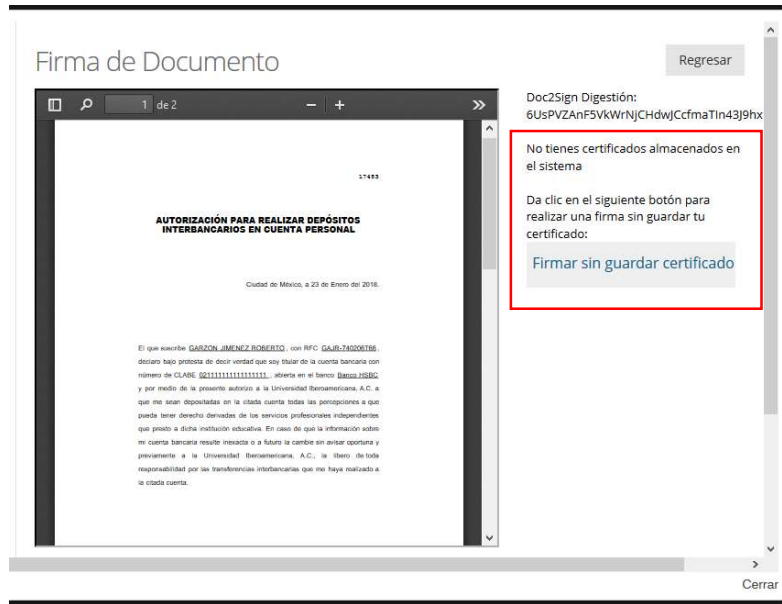 Firma de Documento
Regresar
1 de 2
17453
AUTORIZACIÓN PARA REALIZAR DEPÓSITOS
INTERBANCARIOS EN CUENTA PERSONAL
Ciudad de México, a 23 de Enero del 2018.
El que suscribe GARZON JIMENEZ ROBERTO , con RFC GAJR-740206T66 ,
declaro bajo protesta de decir verdad que soy titular de la cuenta bancaria con
número de CLABE 021111111111111111 , abierta en el banco Banco HSBC
y por medio de la presente autorizo a la Universidad Iberoamericana, A.C. a
que me sean depositadas en la citada cuenta todas las percepciones a que
pueda tener derecho derivadas de los servicios profesionales independientes
que presto a dicha institución educativa. En caso de que la información sobre
mi cuenta bancaria resulte inexacta o a futuro la cambie sin avisar oportuna y
previamente a la Universidad Iberoamericana, A.C., la libero de toda
responsabilidad por las transferencias interbancarias que me haya realizado a
la citada cuenta.
Doc2Sign Digestión:
6UsPVZAnF5VkWrNjCHdwJCcfmaTIn43J9hx
No tienes certificados almacenados en
el sistema
Da clic en el siguiente botón para
realizar una firma sin guardar tu
certificado:
Firmar sin guardar certificado
Cerrar